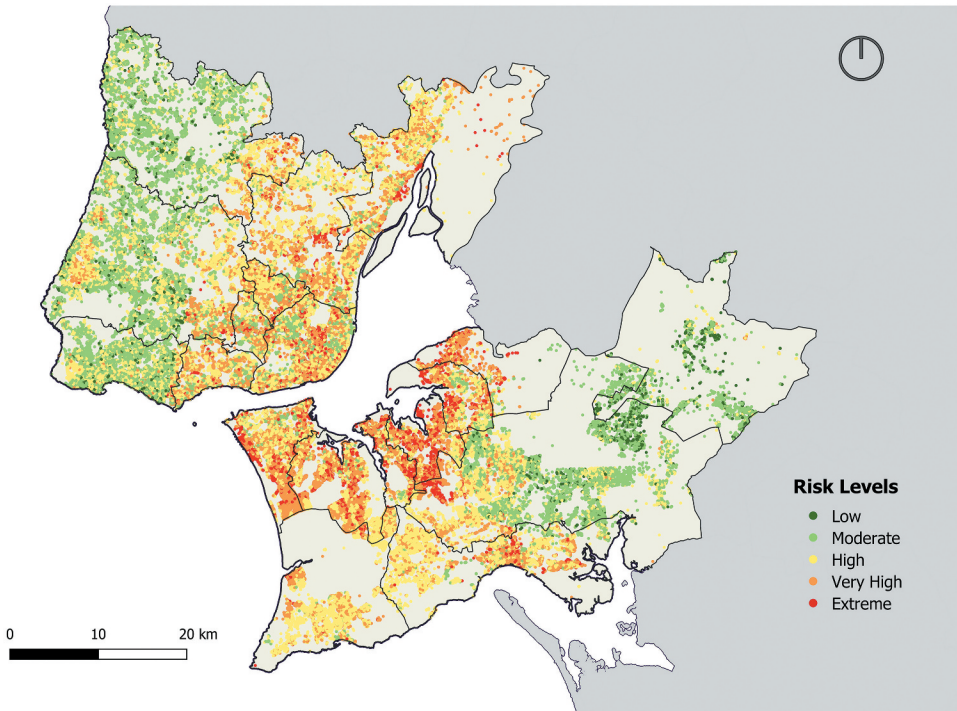 Risk Levels
Low
Moderate
High
Very High
Extreme
0 10 20 km